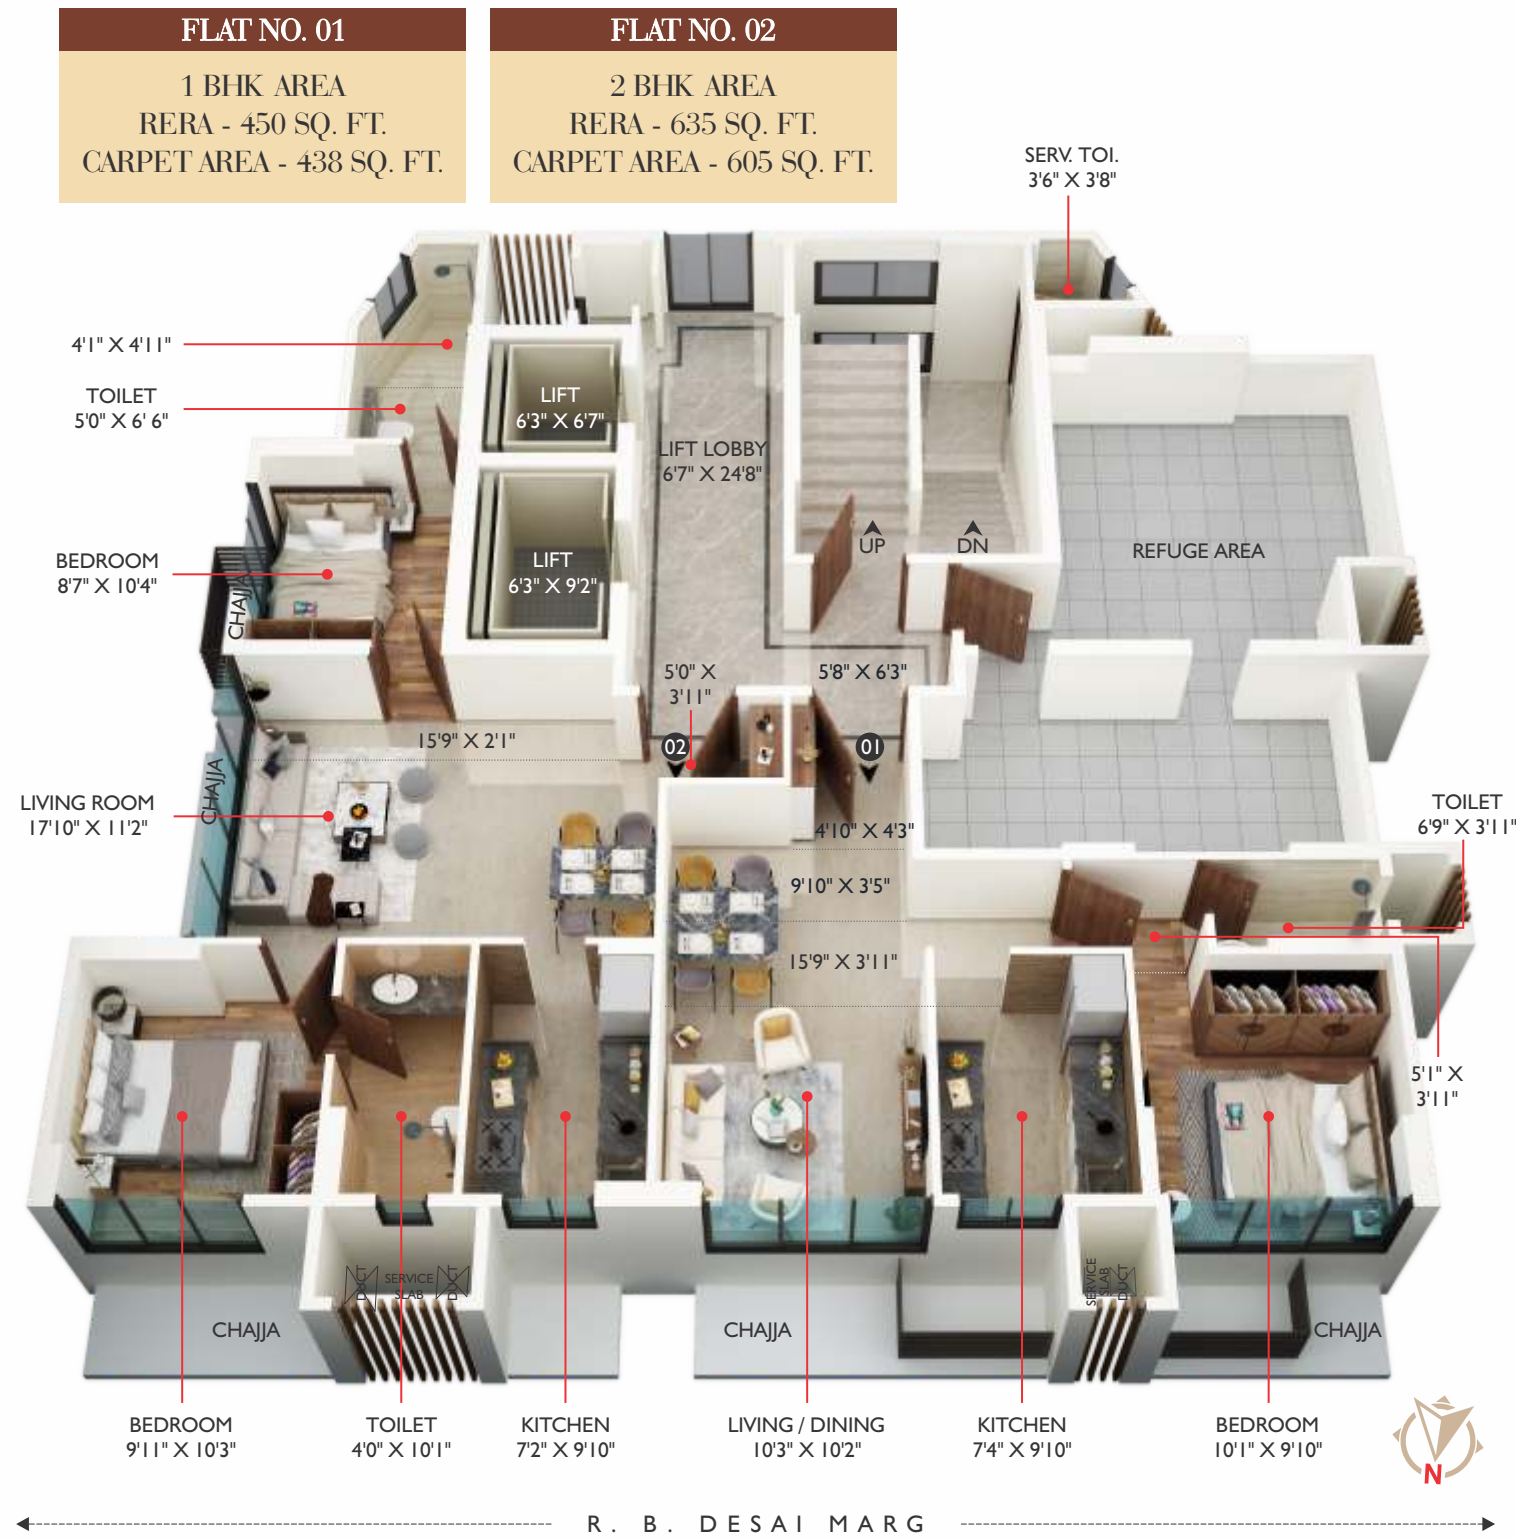 FLAT NO. 01
1 BHK AREA
RERA - 450 SQ. FT.
CARPET AREA - 438 SQ. FT.
FLAT NO. 02
2 BHK AREA
RERA - 635 SQ. FT.
CARPET AREA - 605 SQ. FT.
SERV. TOI.
3'6" X 3'8"
4'1" X 4'11"
TOILET
5'0" X 6' 6"
LIFT
6'3" X 6'7"
LIFT LOBBY
6'7" X 24'8"
UP
DN
REFUGE AREA
BEDROOM
8'7" X 10'4"
CHAJJA
LIFT
6'3" X 9'2"
5'0" X
3'11"
5'8" X 6'3"
15'9" X 2'1"
02
01
CHAJJA
LIVING ROOM
17'10" X 11'2"
4'10" X 4'3"
TOILET
6'9" X 3'11"
9'10" X 3'5"
15'9" X 3'11"
5'1" X
3'11"
DUCT
SERVICE
SLAB
DUCT
SERVICE
SLAB
DUCT
CHAJJA
CHAJJA
CHAJJA
BEDROOM
9'11" X 10'3"
TOILET
4'0" X 10'1"
KITCHEN
7'2" X 9'10"
LIVING / DINING
10'3" X 10'2"
KITCHEN
7'4" X 9'10"
BEDROOM
10'1" X 9'10"
N
R. B. DESAI MARG